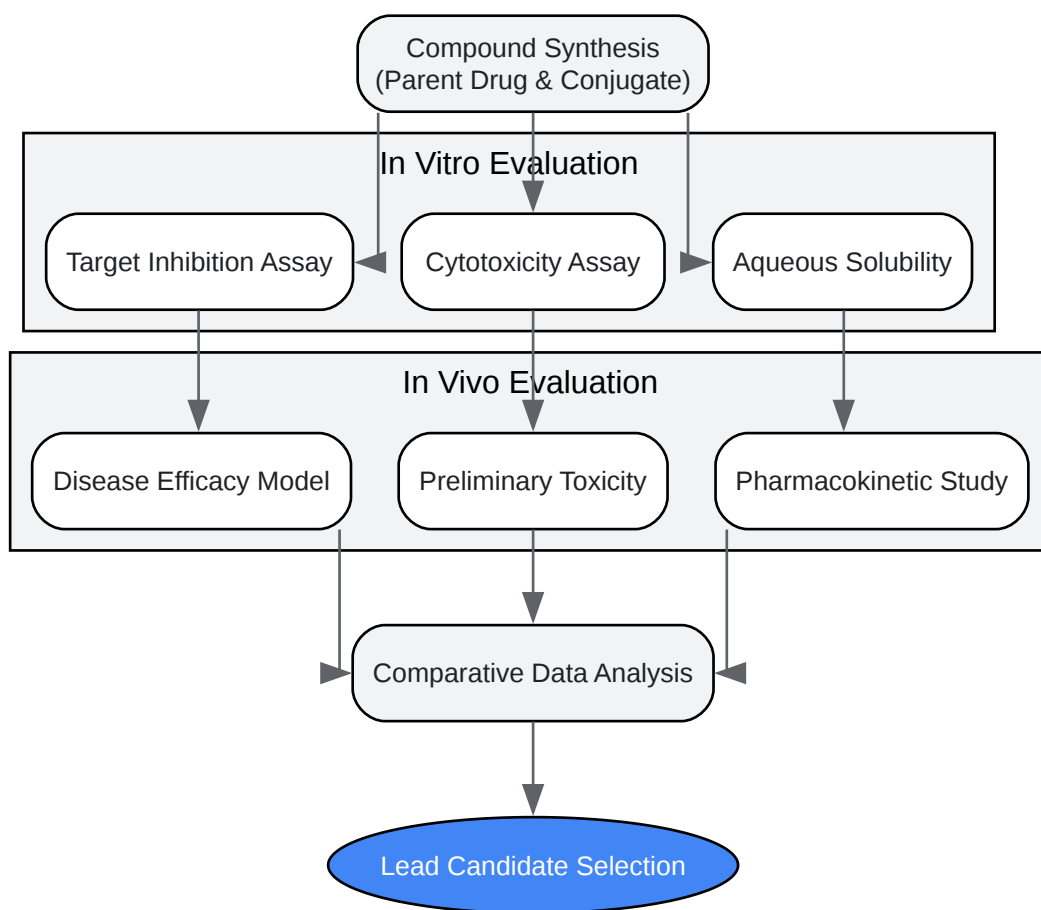 Compound Synthesis
(Parent Drug & Conjugate)
In Vitro Evaluation
Target Inhibition Assay
Cytotoxicity Assay
Aqueous Solubility
In Vivo Evaluation
Disease Efficacy Model
Preliminary Toxicity
Pharmacokinetic Study
Comparative Data Analysis
Lead Candidate Selection